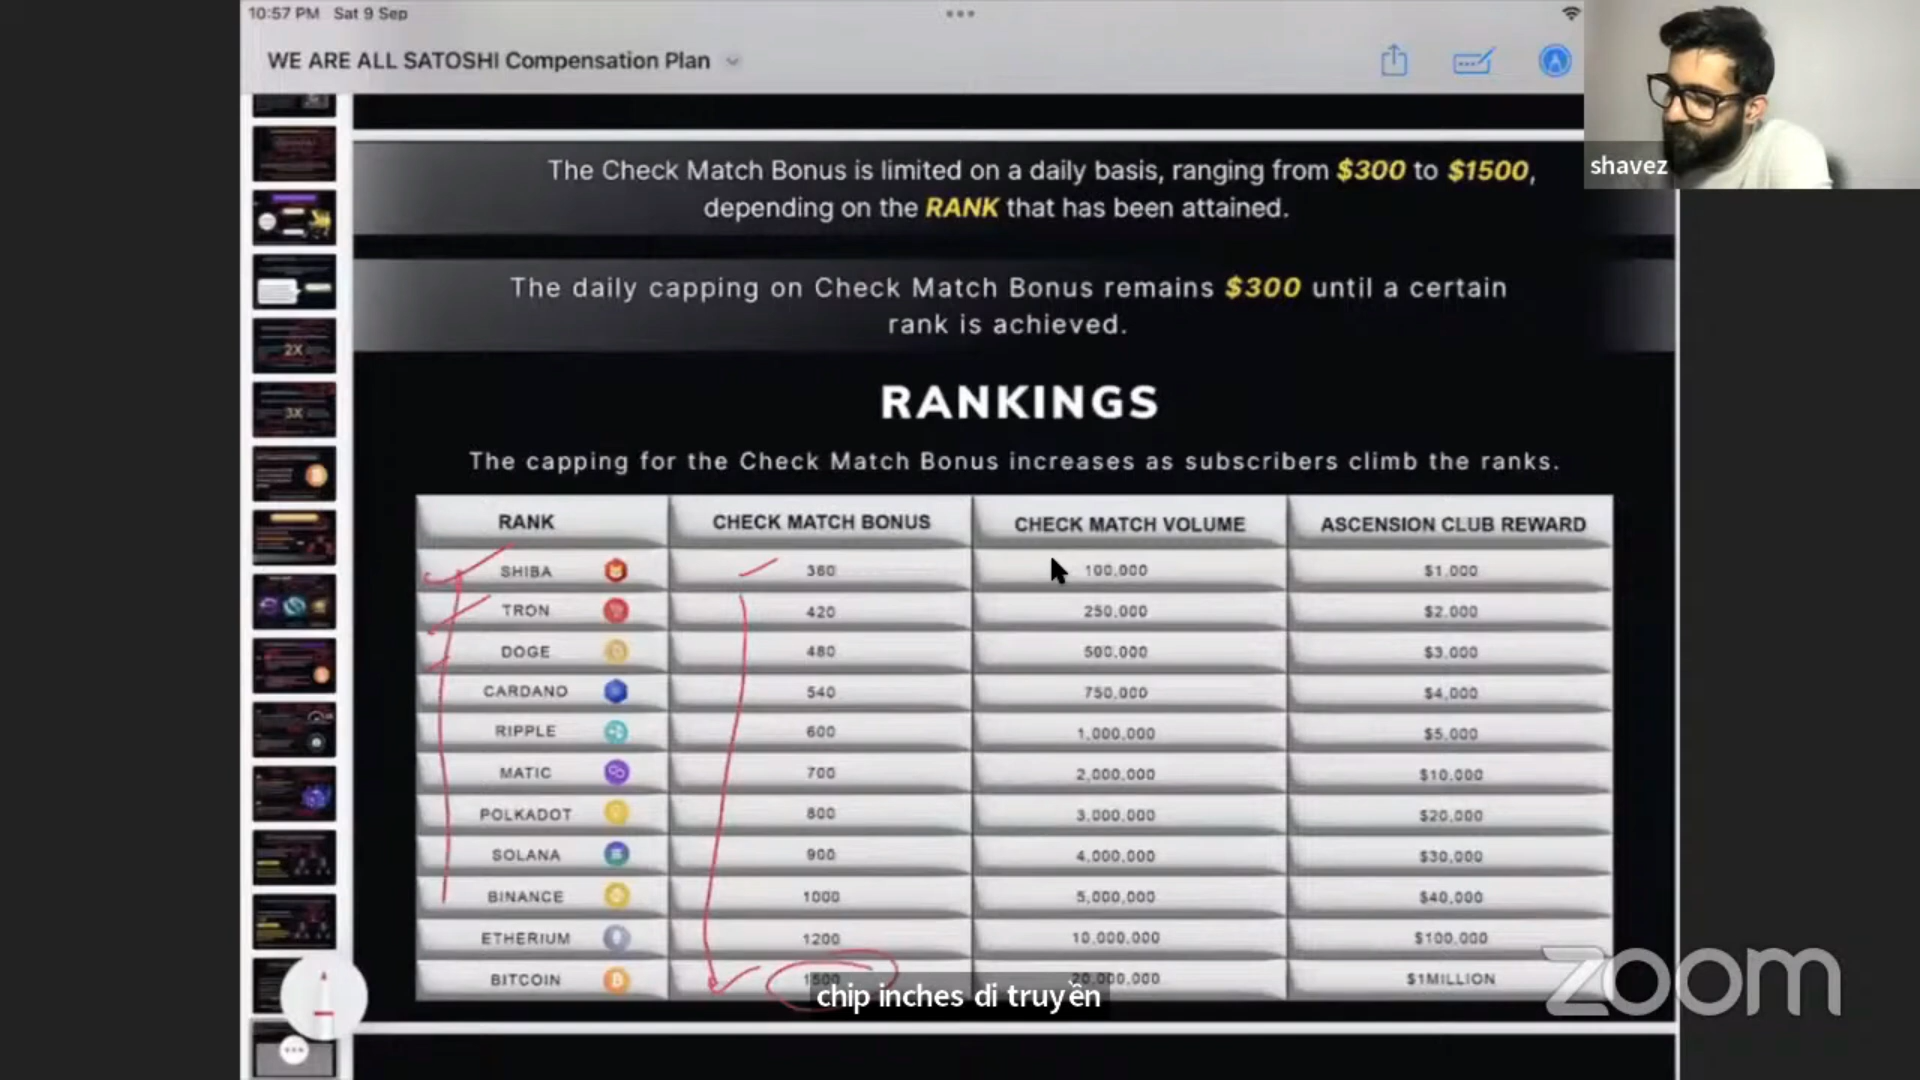 10:57 PM Sat 9 Sep
WE ARE ALL SATOSHI Compensation Plan
shavez
The Check Match Bonus is limited on a daily basis, ranging from $300 to $1500,
depending on the RANK that has been attained.
The daily capping on Check Match Bonus remains $300 until a certain
rank is achieved.
2X
3X
RANKINGS
The capping for the Check Match Bonus increases as subscribers climb the ranks.
RANK CHECK MATCH BONUS CHECK MATCH VOLUME ASCENSION CLUB REWARD
SHIBA 360 100.000 $1.000
TRON 420 250.000 $2.000
DOGE 480 500.000 $3.000
CARDANO 540 750.000 $4,000
RIPPLE 600 1,000,000 $5,000
MATIC 700 2,000,000 $10.000
POLKADOT 800 3,000,000 $20,000
SOLANA 900 4,000,000 $30,000
BINANCE 1000 5,000,000 $40,000
ETHERIUM 1200 10,000,000 $100,000
BITCOIN 1500 20.000,000 $1MILLION
chip inches di truyền
zoom